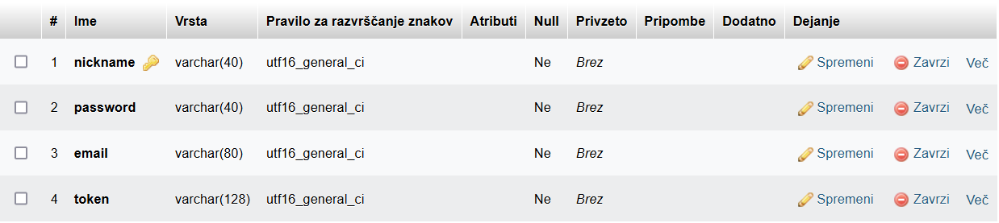 # Ime Vrsta Pravilo za razvrščanje znakov Atributi Null Privzeto Pripombe Dodatno Dejanje
1 nickname varchar(40) utf16_general_ci Ne Brez Spremeni Zavrzi Več
2 password varchar(40) utf16_general_ci Ne Brez Spremeni Zavrzi Več
3 email varchar(80) utf16_general_ci Ne Brez Spremeni Zavrzi Več
4 token varchar(128) utf16_general_ci Ne Brez Spremeni Zavrzi Več